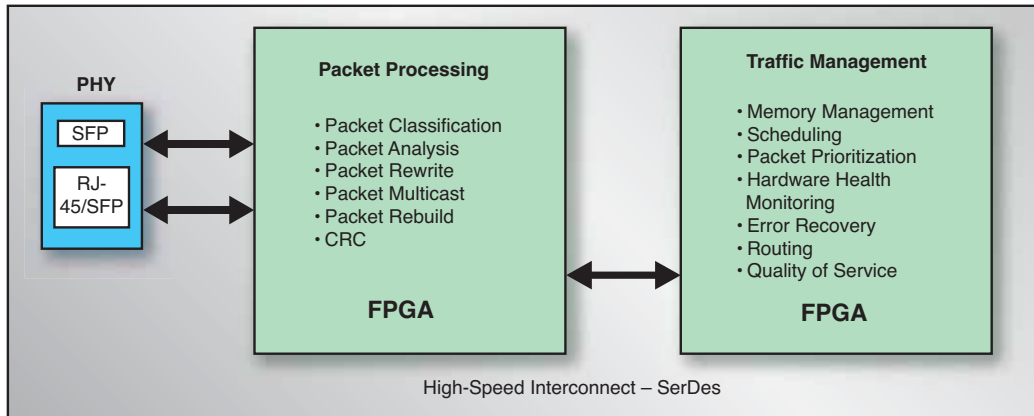 PHY
SFP
RJ-
45/SFP
Packet Processing
• Packet Classification
• Packet Analysis
• Packet Rewrite
• Packet Multicast
• Packet Rebuild
• CRC
FPGA
Traffic Management
• Memory Management
• Scheduling
• Packet Prioritization
• Hardware Health
Monitoring
• Error Recovery
• Routing
• Quality of Service
FPGA
High-Speed Interconnect – SerDes